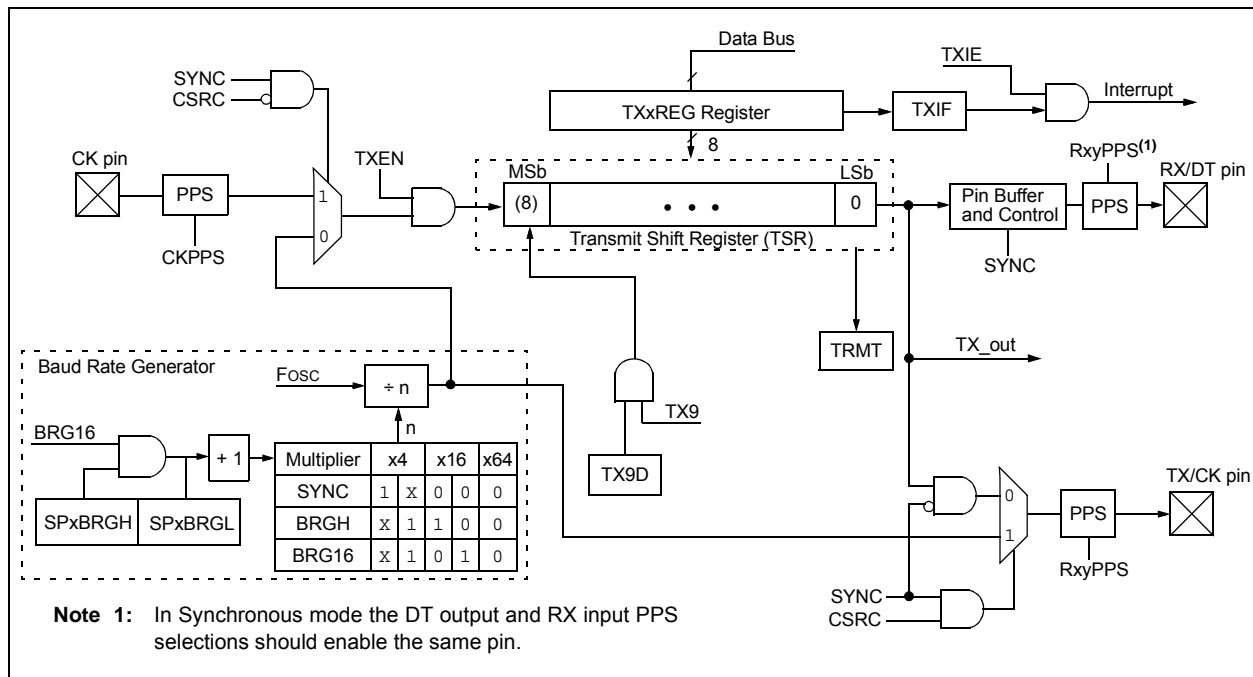 Data Bus
TXIE
Interrupt
SYNC
CSRC
TXxREG Register
TXIF
8
CK pin
TXEN
RxyPPS(1)
RX/DT pin
MSb
LSb
PPS
1
(8)
• • •
0
Pin Buffer
and Control
PPS
0
Transmit Shift Register (TSR)
CKPPS
SYNC
TRMT
TX_out
Baud Rate Generator
FOSC
÷ n
TX9
n
BRG16
+ 1
Multiplier x4 x16 x64
TX9D
TX/CK pin
SYNC 1 X 0 0 0
0
SPxBRGH SPxBRGL
BRGH X 1 1 0 0
PPS
1
BRG16 X 1 0 1 0
RxyPPS
SYNC
CSRC
Note 1: In Synchronous mode the DT output and RX input PPS
selections should enable the same pin.